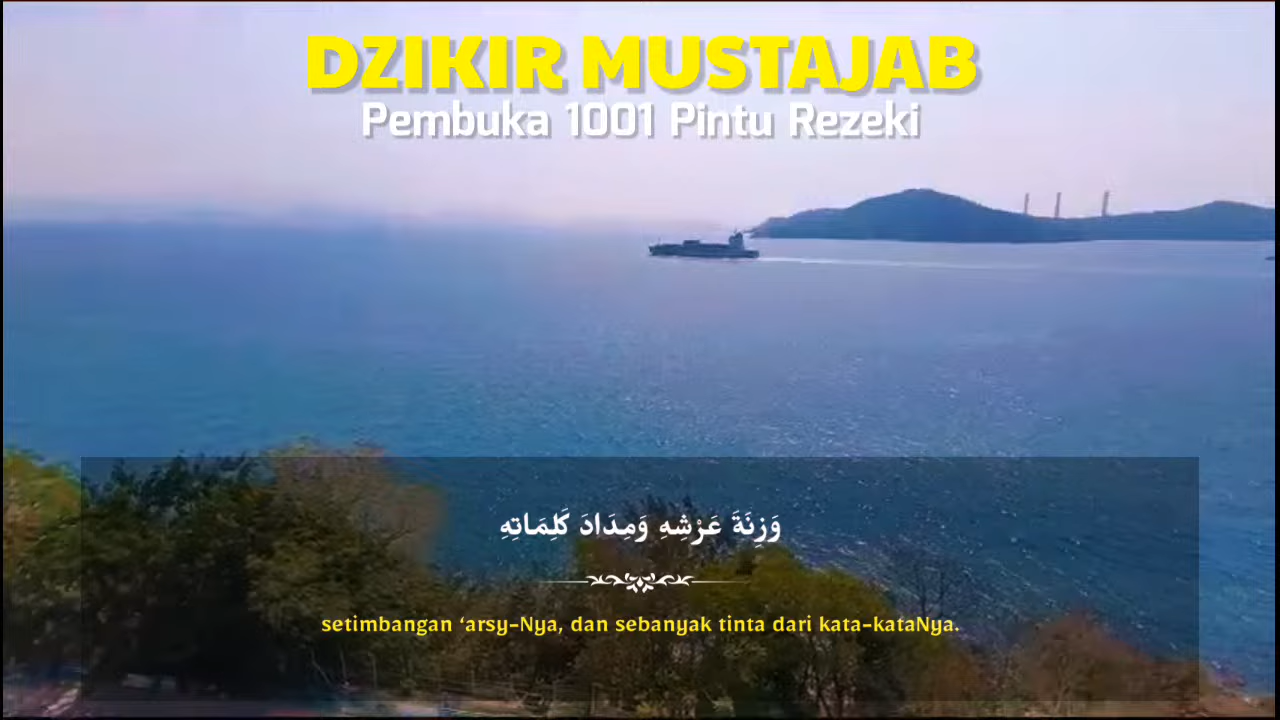 DZIKIR MUSTAJAB
Pembuka 1001 Pintu Rezeki
وَزِنَةَ عَرْشِهِ وَمِدَادَ كَلِمَاتِهِ
setimbangan ‘arsy-Nya, dan sebanyak tinta dari kata-kataNya.